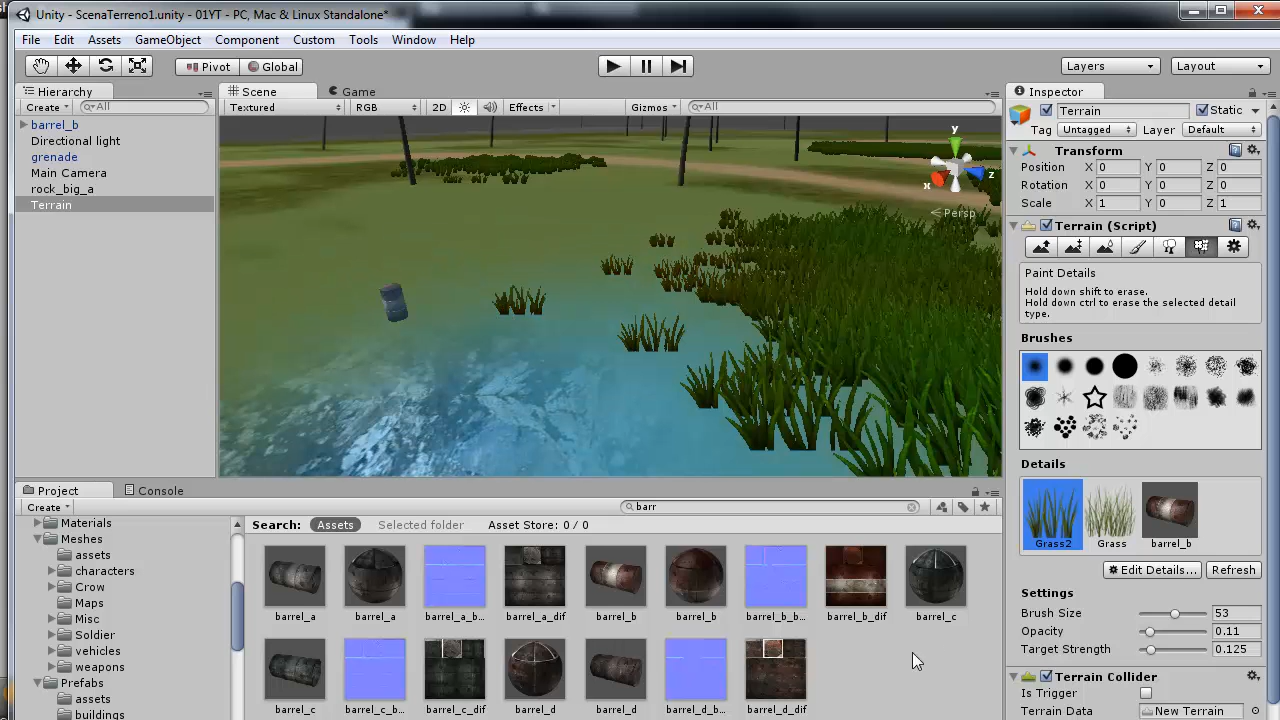 Unity - ScenaTerreno1.unity - 01YT - PC, Mac & Linux Standalone*
File Edit Assets GameObject Component Custom Tools Window Help
Pivot Global Layers Layout
Hierarchy
Create All
barrel_b
Directional light
grenade
Main Camera
rock_big_a
Terrain
Scene Game
Textured RGB 2D Effects Gizmos All
y
x
z
Persp
Inspector
Terrain Static
Tag Untagged Layer Default
Transform
Position X 0 Y 0 Z 0
Rotation X 0 Y 0 Z 0
Scale X 1 Y 0 Z 1
Terrain (Script)
Paint Details
Hold down shift to erase.
Hold down ctrl to erase the selected detail
type.
Brushes
Details
Grass2 Grass barrel_b
Edit Details... Refresh
Settings
Brush Size 53
Opacity 0.11
Target Strength 0.125
Terrain Collider
Is Trigger
Terrain Data New Terrain
Project Console
Create barr
Materials
Meshes
assets
characters
Crow
Maps
Misc
Soldier
vehicles
weapons
Prefabs
assets
buildings
Search: Assets Selected folder Asset Store: 0 / 0
barrel_a barrel_a barrel_a_b... barrel_a_dif barrel_b barrel_b barrel_b_b... barrel_b_dif barrel_c
barrel_c barrel_c_b... barrel_c_dif barrel_d barrel_d barrel_d_b... barrel_d_dif